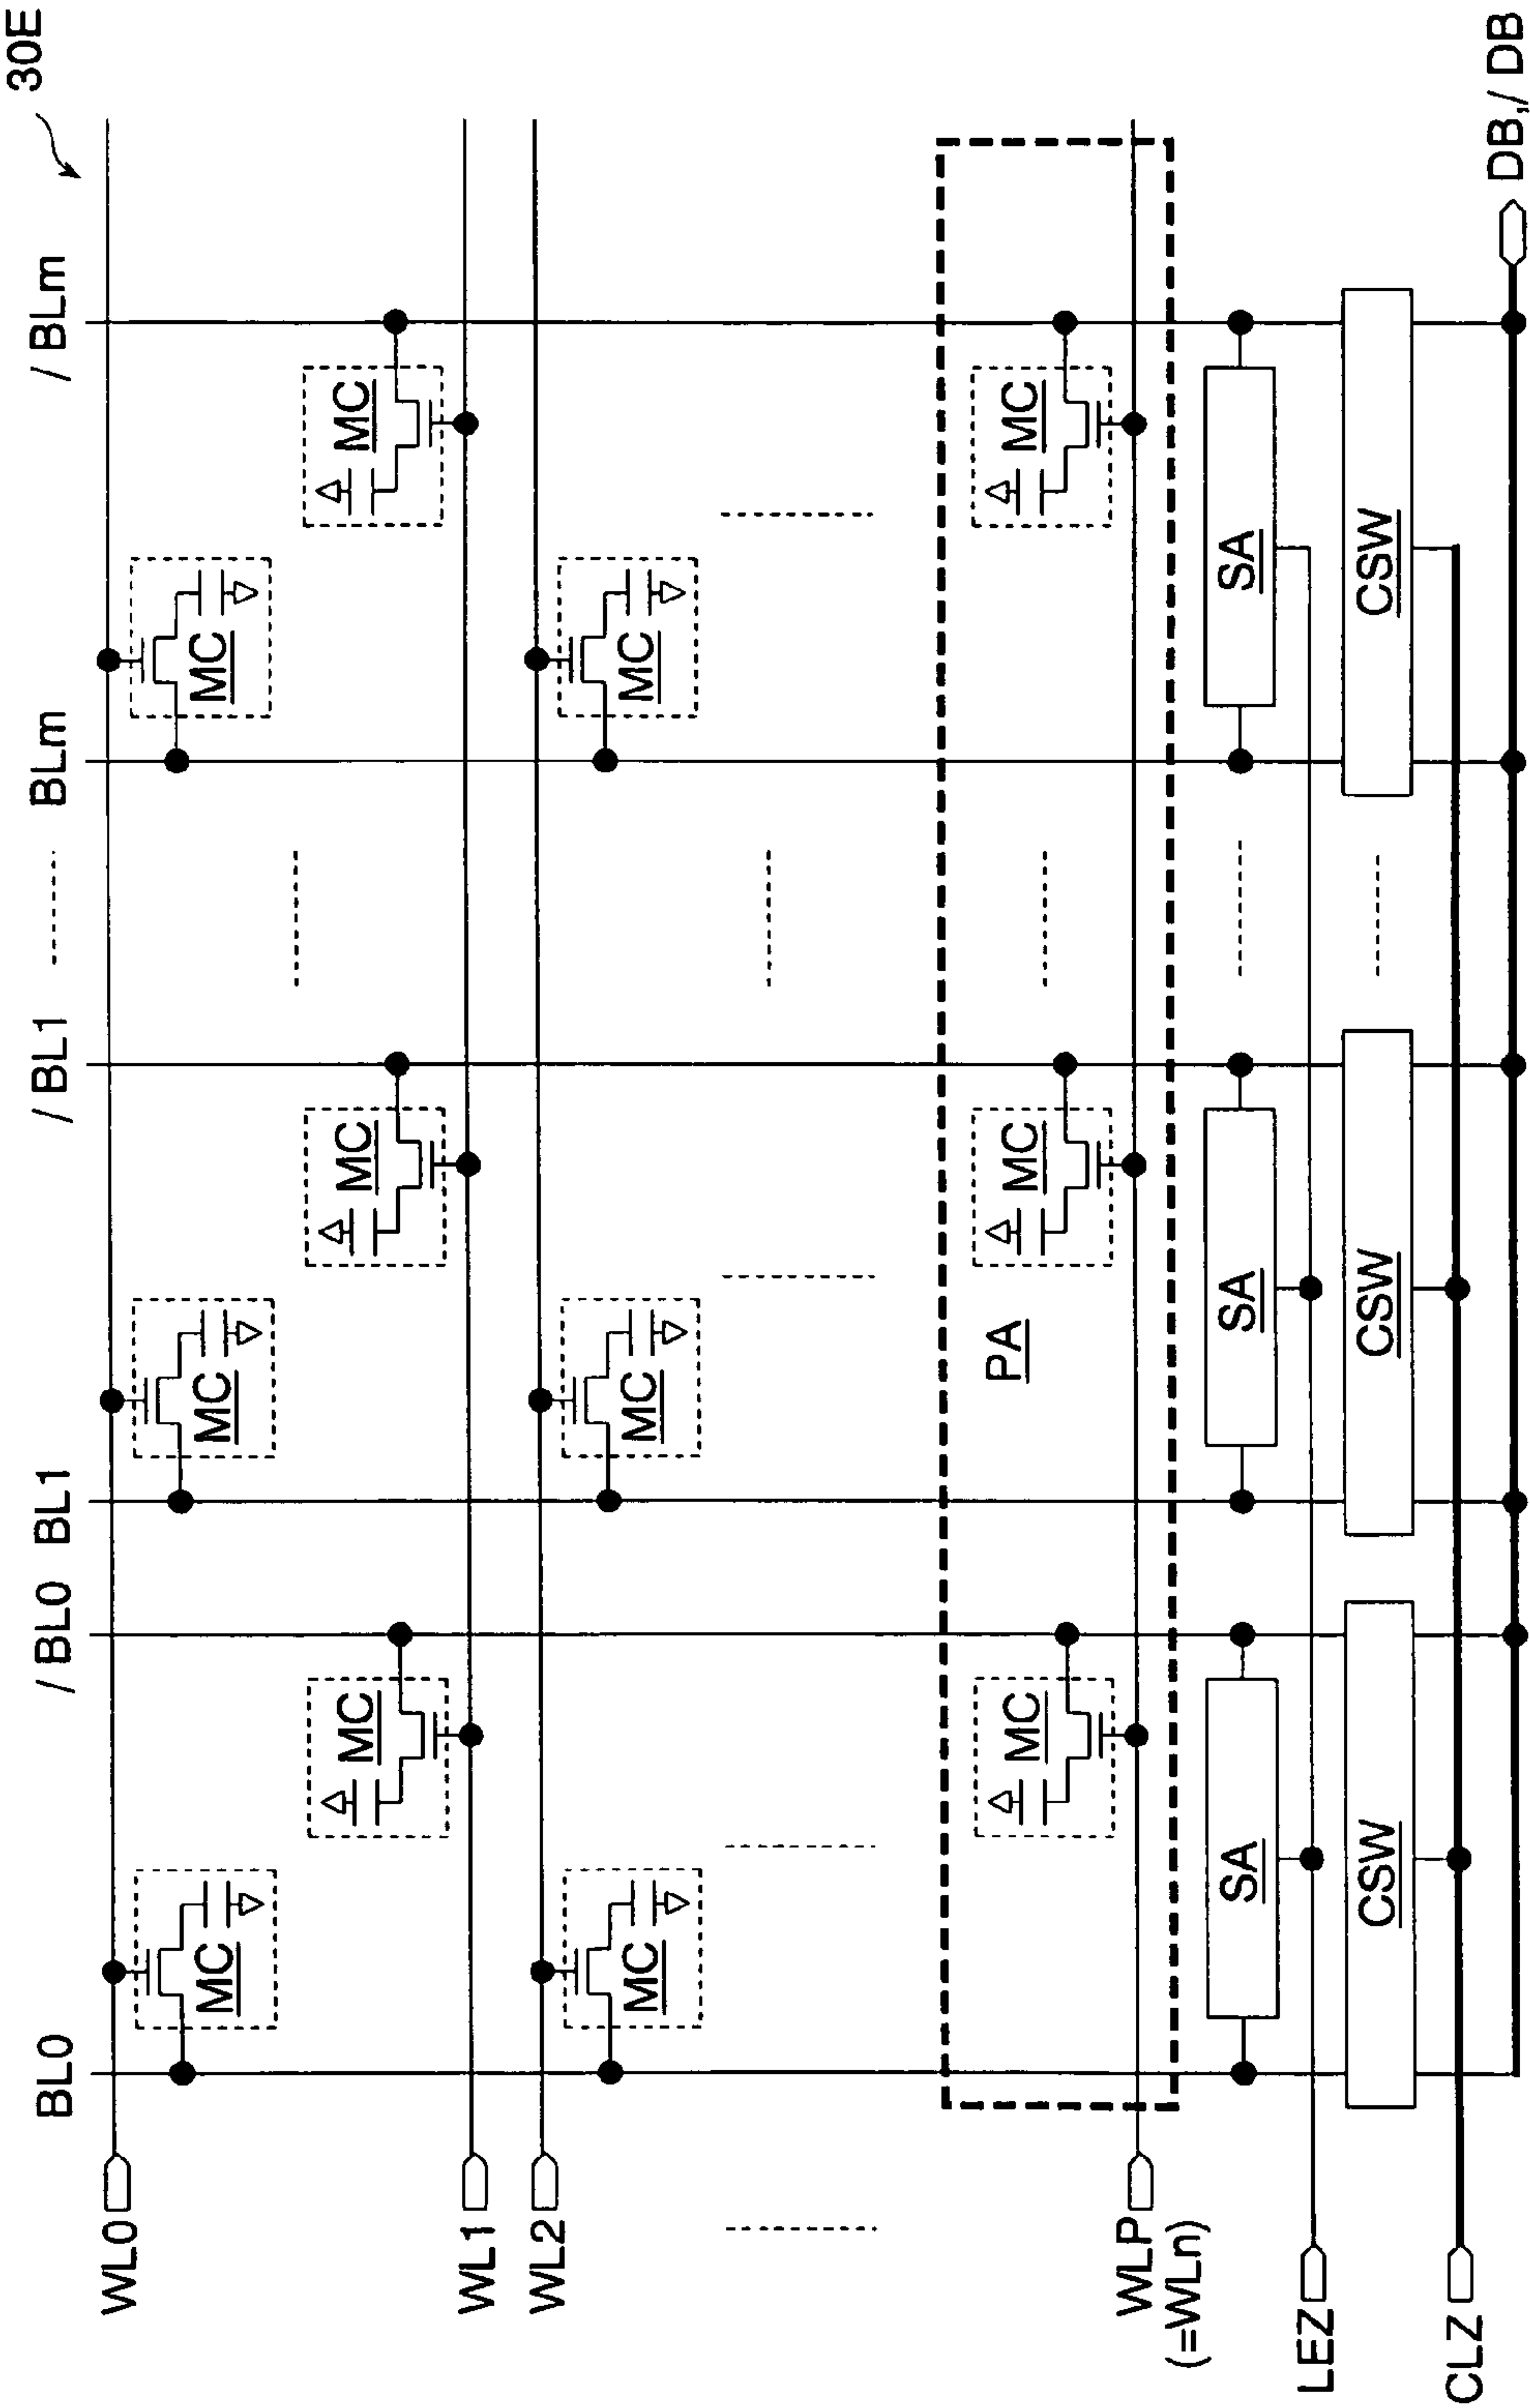 30E
BL0 / BL0 BL1 / BL1 BLm / BLm
WL0
MC MC MC
MC MC MC
WL1
WL2
MC MC MC
MC PA MC MC
WLP
(=WLn)
SA SA SA
LEZ
CSW CSW CSW
CLZ
DB,/ DB